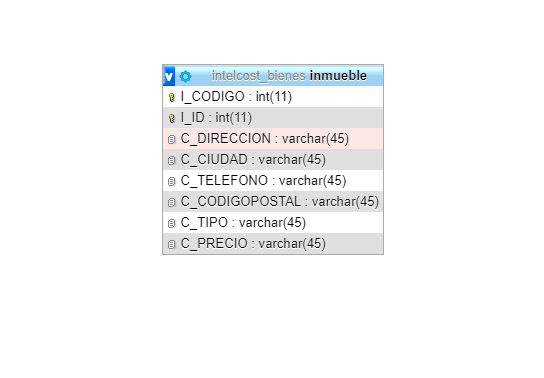 v intelcost_bienes inmueble
I_CODIGO : int(11)
I_ID : int(11)
C_DIRECCION : varchar(45)
C_CIUDAD : varchar(45)
C_TELEFONO : varchar(45)
C_CODIGOPOSTAL : varchar(45)
C_TIPO : varchar(45)
C_PRECIO : varchar(45)